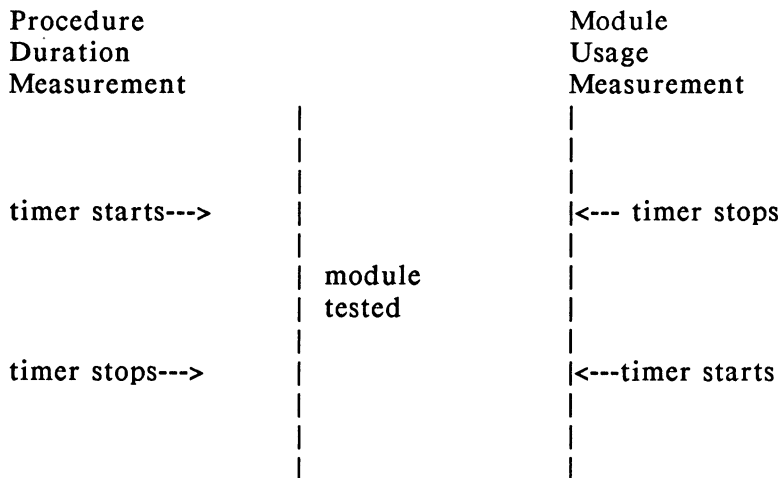 Procedure
Duration
Measurement
Module
Usage
Measurement
timer starts--->
<--- timer stops
module
tested
timer stops--->
<---timer starts